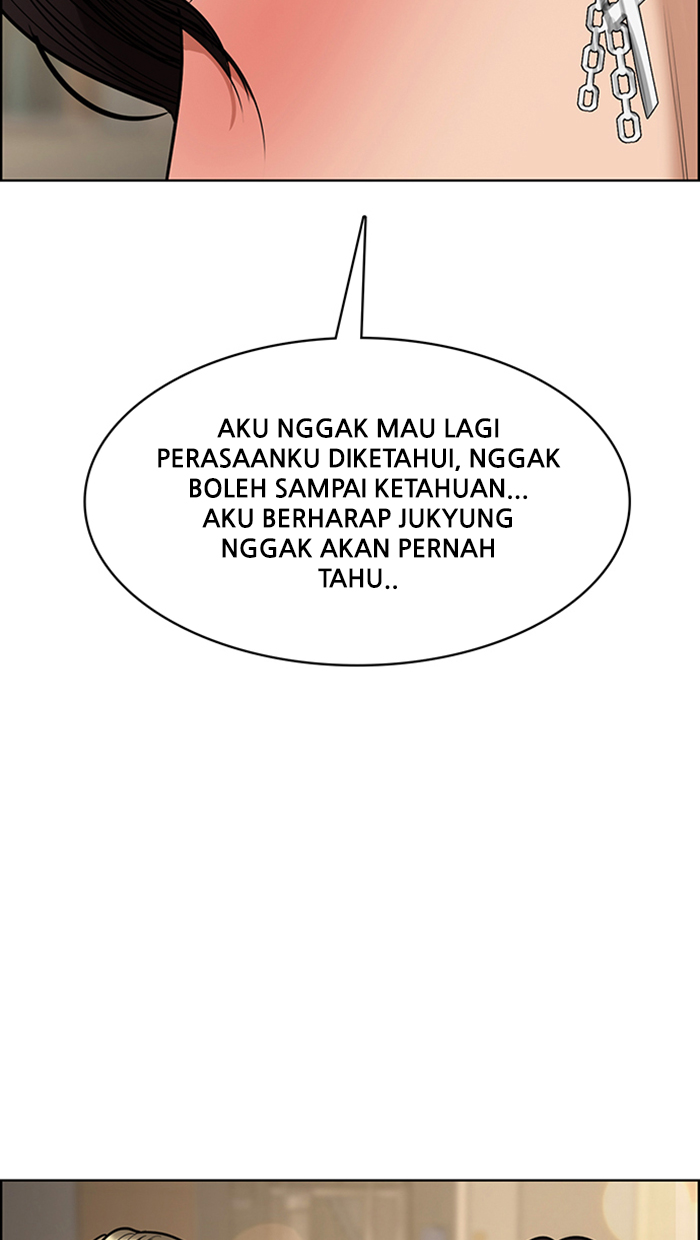 AKU NGGAK MAU LAGI
PERASAANKU DIKETAHUI, NGGAK
BOLEH SAMPAI KETAHUAN...
AKU BERHARAP JUKYUNG
NGGAK AKAN PERNAH
TAHU..